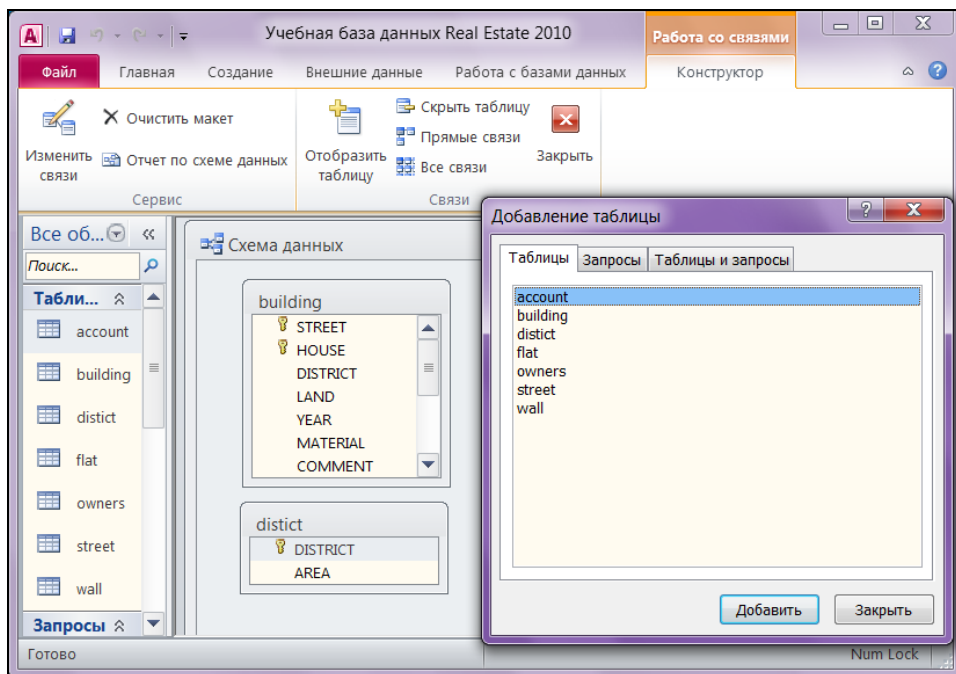 Учебная база данных Real Estate 2010
Работа со связями
Файл Главная Создание Внешние данные Работа с базами данных Конструктор
Изменить связи
Очистить макет
Отчет по схеме данных
Сервис
Отобразить таблицу
Скрыть таблицу
Прямые связи
Все связи
Закрыть
Связи
Все об...
Поиск...
Табли...
account
building
distict
flat
owners
street
wall
Запросы
Схема данных
building
STREET
HOUSE
DISTRICT
LAND
YEAR
MATERIAL
COMMENT
distict
DISTRICT
AREA
Добавление таблицы
Таблицы Запросы Таблицы и запросы
account
building
distict
flat
owners
street
wall
Добавить Закрыть
Готово
Num Lock